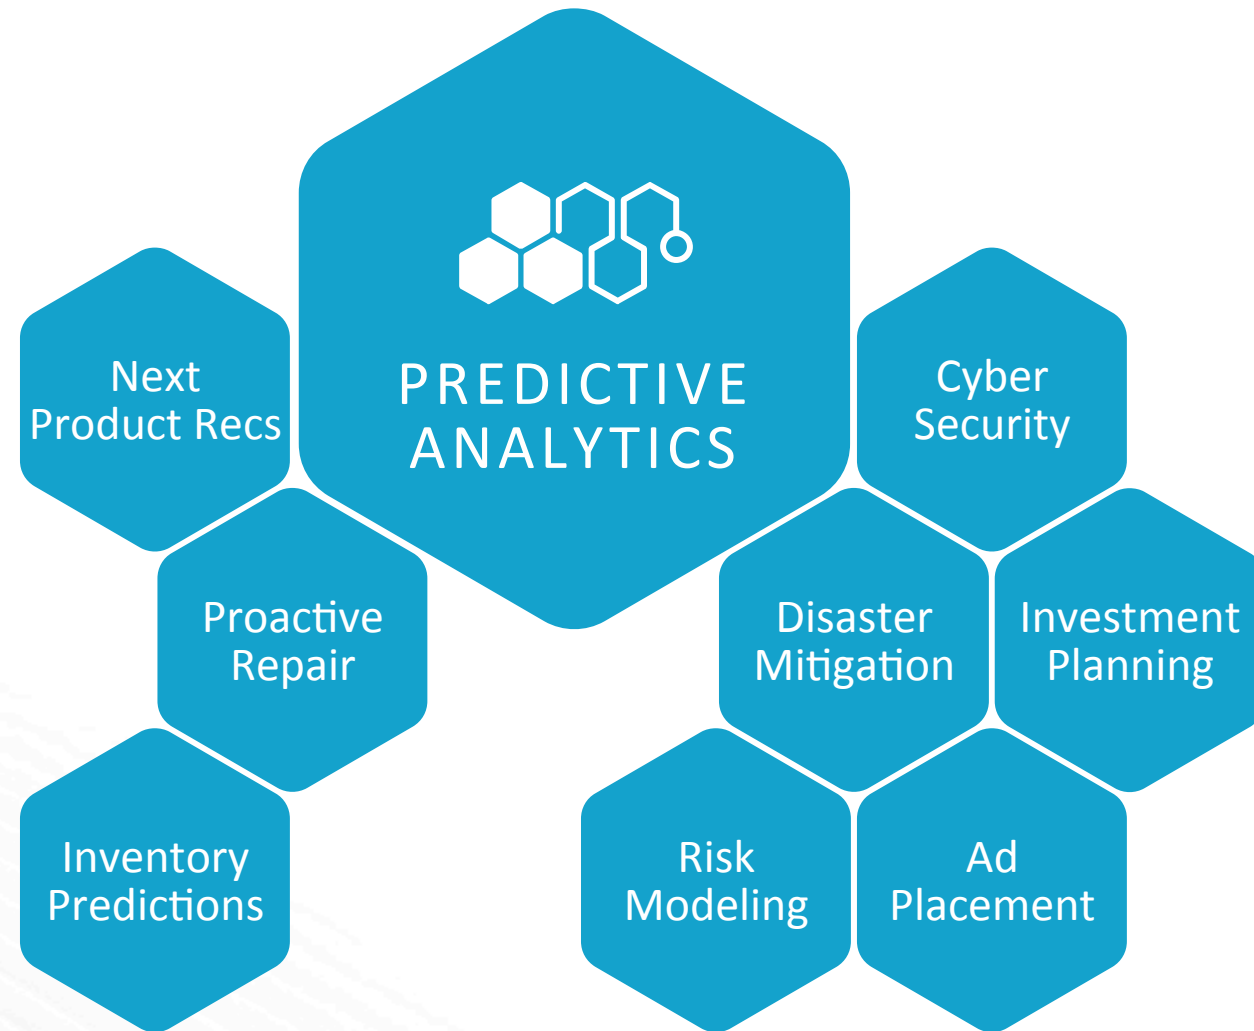 PREDICTIVE
ANALYTICS
Next
Product Recs
Cyber
Security
Proactive
Repair
Disaster
Mitigation
Investment
Planning
Inventory
Predictions
Risk
Modeling
Ad
Placement